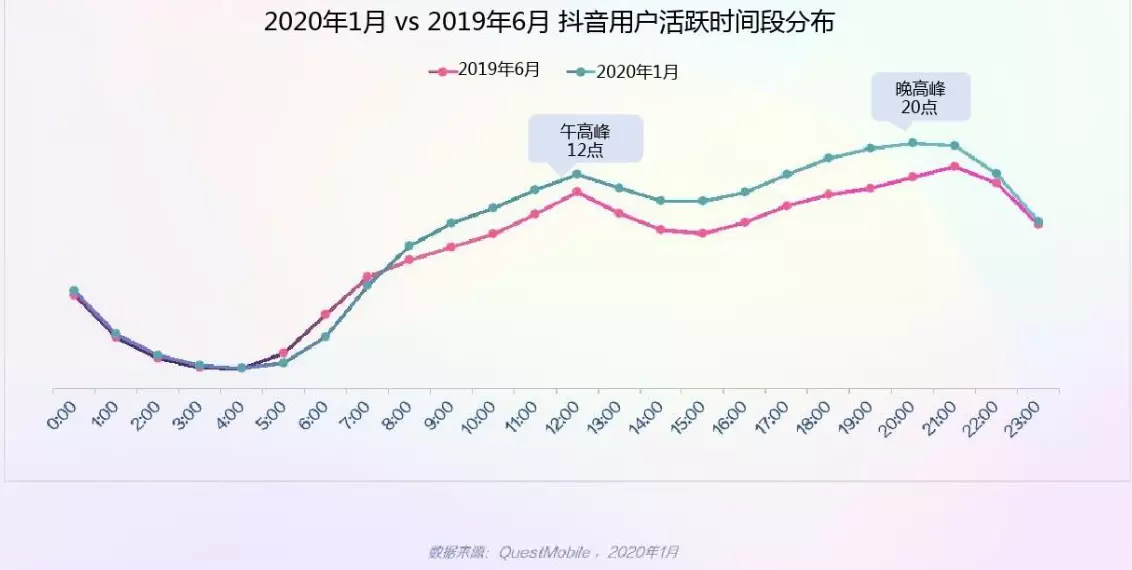 2020年1月 vs 2019年6月 抖音用户活跃时间段分布
2019年6月 2020年1月
晚高峰
20点
午高峰
12点
0:00 1:00 2:00 3:00 4:00 5:00 6:00 7:00 8:00 9:00 10:00 11:00 12:00 13:00 14:00 15:00 16:00 17:00 18:00 19:00 20:00 21:00 22:00 23:00
数据来源：QuestMobile ，2020年1月